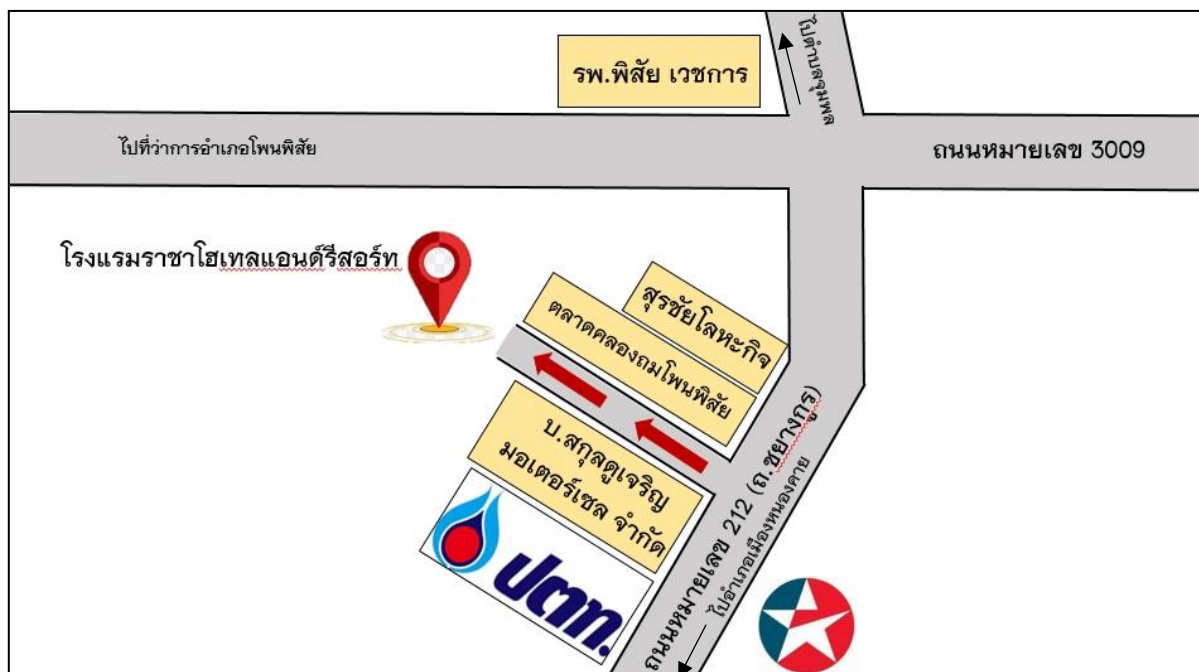 ไปตำบลจุมพล
รพ.พิสัย เวชการ
ไปที่ว่าการอำเภอโพนพิสัย
ถนนหมายเลข 3009
โรงแรมราชาโฮเทลแอนด์รีสอร์ท
สุรชัยโลหะกิจ
ตลาดคลองถมโพนพิสัย
บ.สกุลดูเจริญ
มอเตอร์เซล จำกัด
ปตท.
ถนนหมายเลข 212 (ถ.ชยางกูร)
ไปอำเภอเมืองหนองคาย